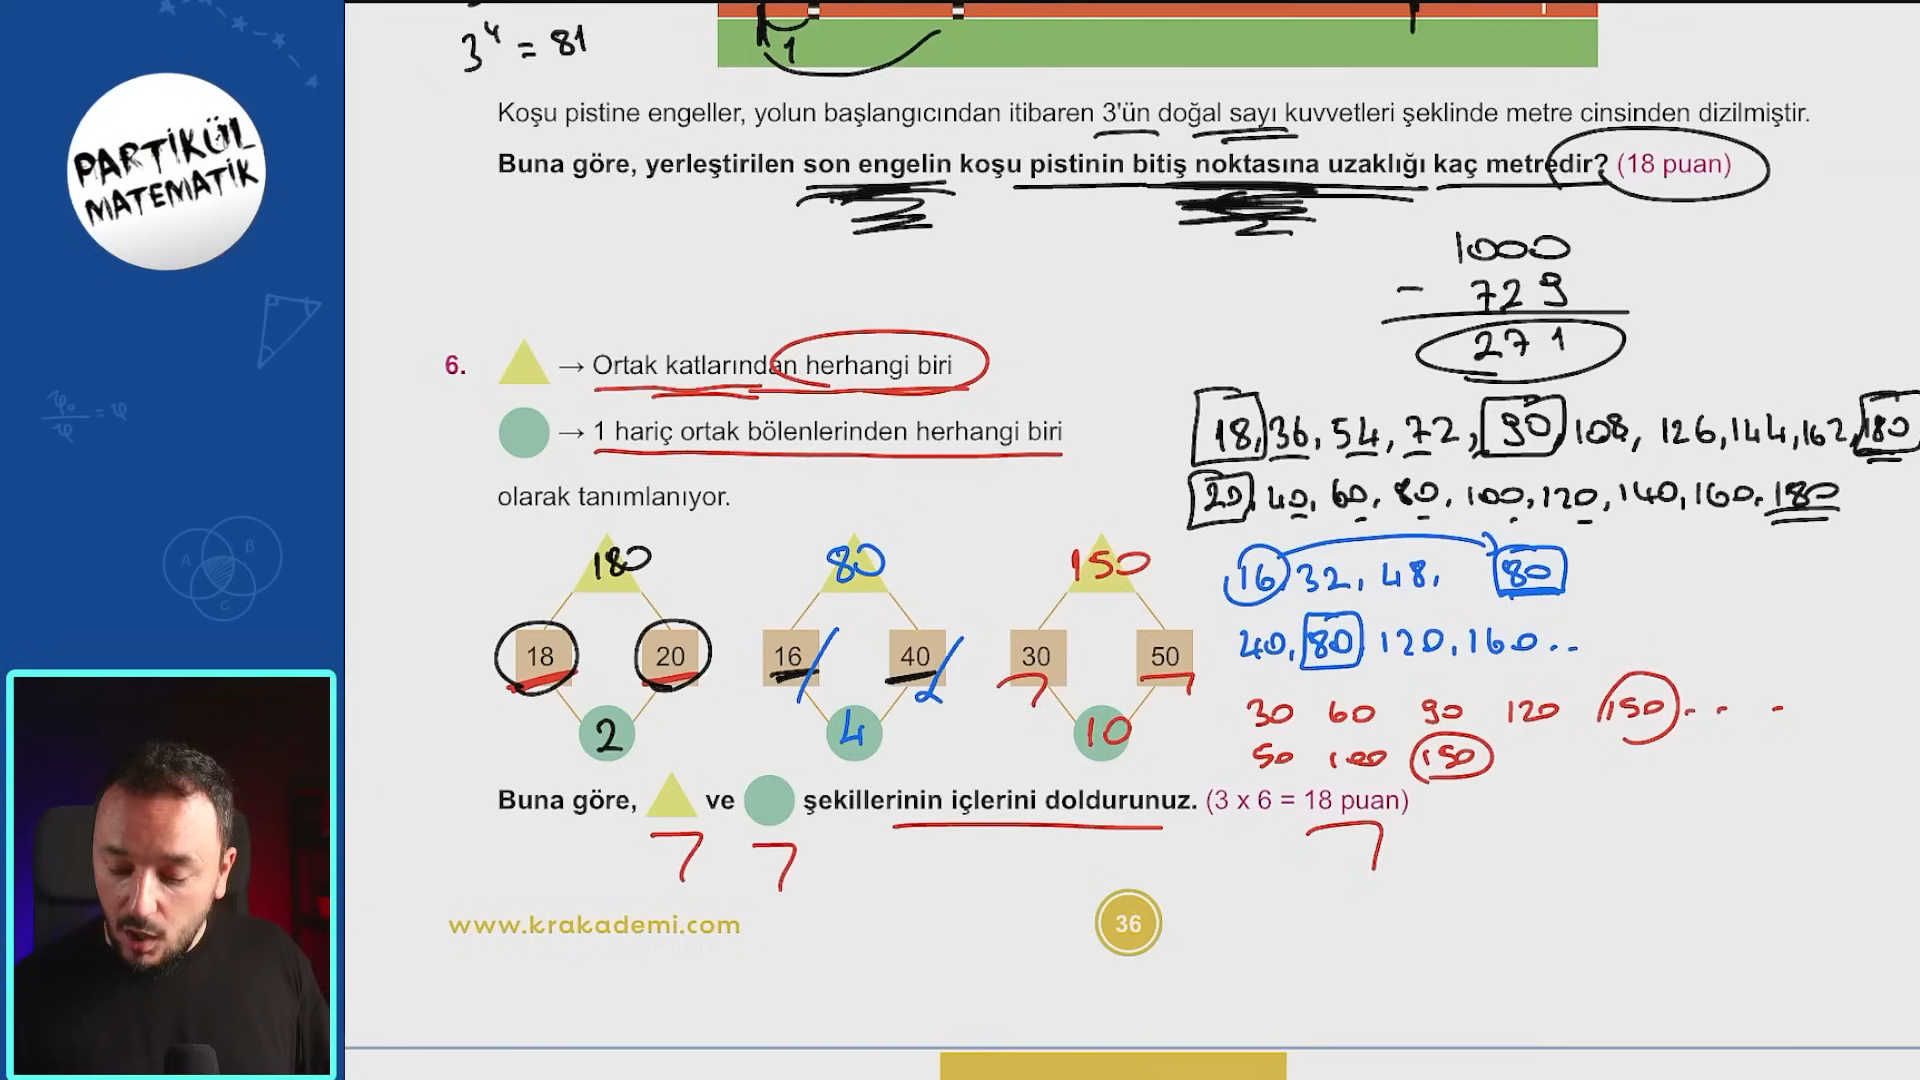 3⁴ = 81
1
PARTİKÜL
MATEMATİK
Koşu pistine engeller, yolun başlangıcından itibaren 3'ün doğal sayı kuvvetleri şeklinde metre cinsinden dizilmiştir.
Buna göre, yerleştirilen son engelin koşu pistinin bitiş noktasına uzaklığı kaç metredir? (18 puan)
1000
- 729
271
6. → Ortak katlarından herhangi biri
→ 1 hariç ortak bölenlerinden herhangi biri
olarak tanımlanıyor.
18, 36, 54, 72, 90, 108, 126, 144, 162, 180
20, 40, 60, 80, 100, 120, 140, 160, 180
180 80 150
16, 32, 48, 80
40, 80 120, 160..
18 20 16 40 30 50
30 60 90 120 150 . . .
50 100 150
2 4 10
Buna göre, ve şekillerinin içlerini doldurunuz. (3 x 6 = 18 puan)
www.krakademi.com
36
A B C